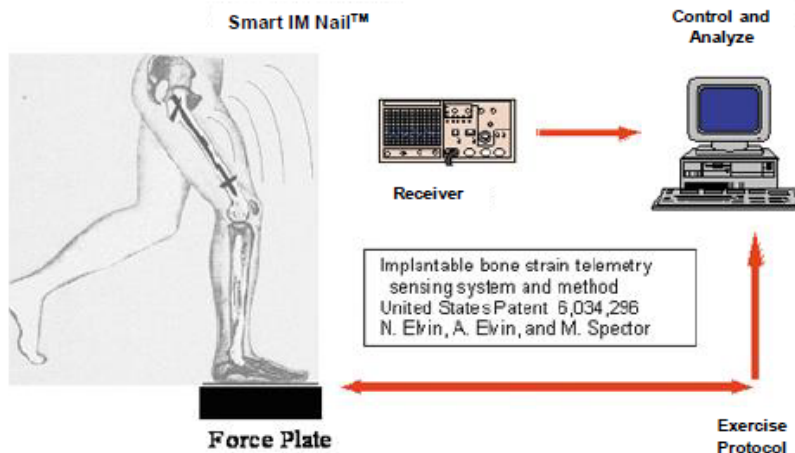 Smart IM Nail™
Control and
Analyze
Receiver
Implantable bone strain telemetry
sensing system and method
United States Patent 6,034,296
N. Elvin, A. Elvin, and M. Spector
Force Plate
Exercise
Protocol